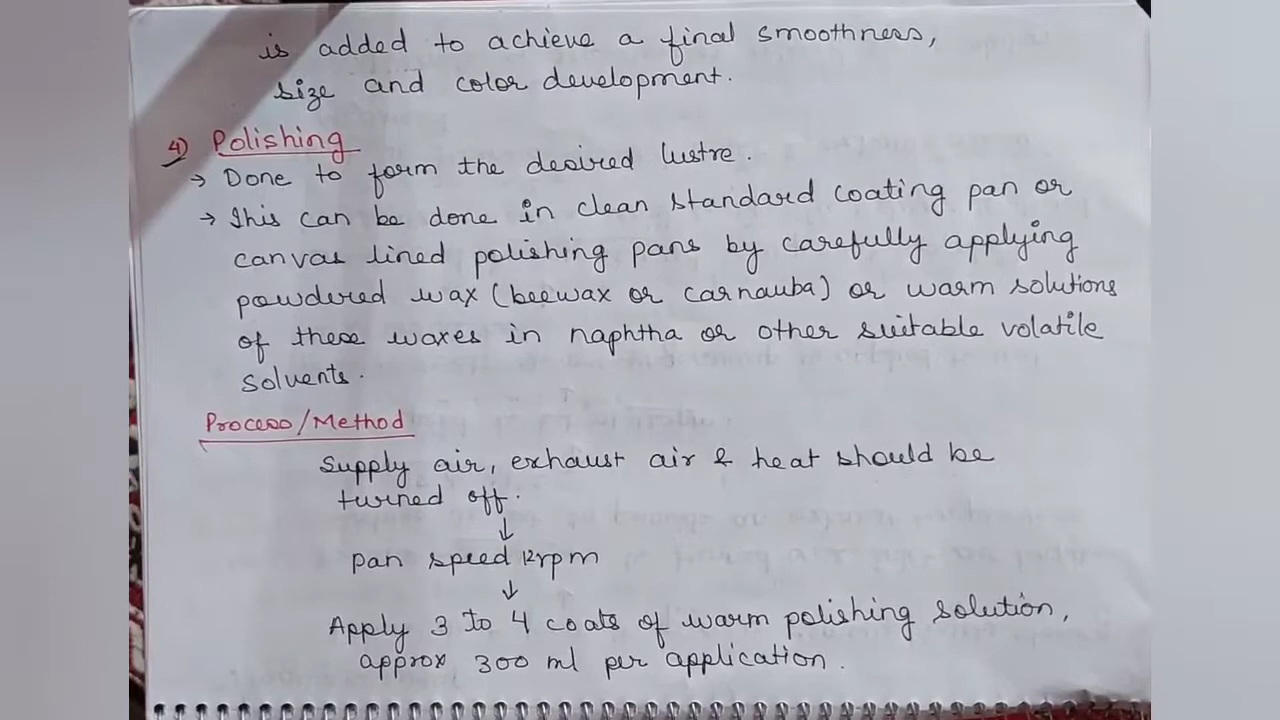 is added to achieve a final smoothness,
size and color development.
4) Polishing
→ Done to form the desired lustre.
→ This can be done in clean standard coating pan or
canvas lined polishing pans by carefully applying
powdered wax (beewax or carnauba) or warm solutions
of these waxes in naphtha or other suitable volatile
solvents.
Process/Method
Supply air, exhaust air & heat should be
turned off.
↓
Pan speed 12rpm
↓
Apply 3 to 4 coats of warm polishing solution,
approx 300 ml per application.